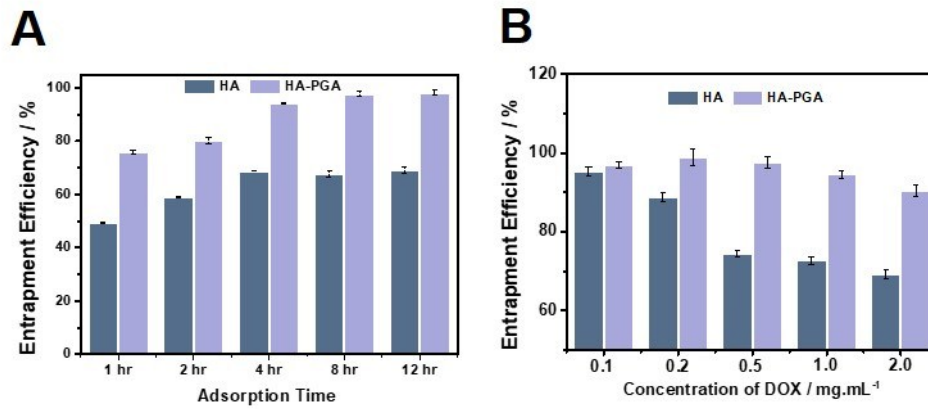 A
HA HA-PGA
Entrapment Efficiency / %
100
80
60
40
20
0
1 hr 2 hr 4 hr 8 hr 12 hr
Adsorption Time
B
HA HA-PGA
Entrapment Efficiency / %
120
100
80
60
0.1 0.2 0.5 1.0 2.0
Concentration of DOX / mg.mL⁻¹